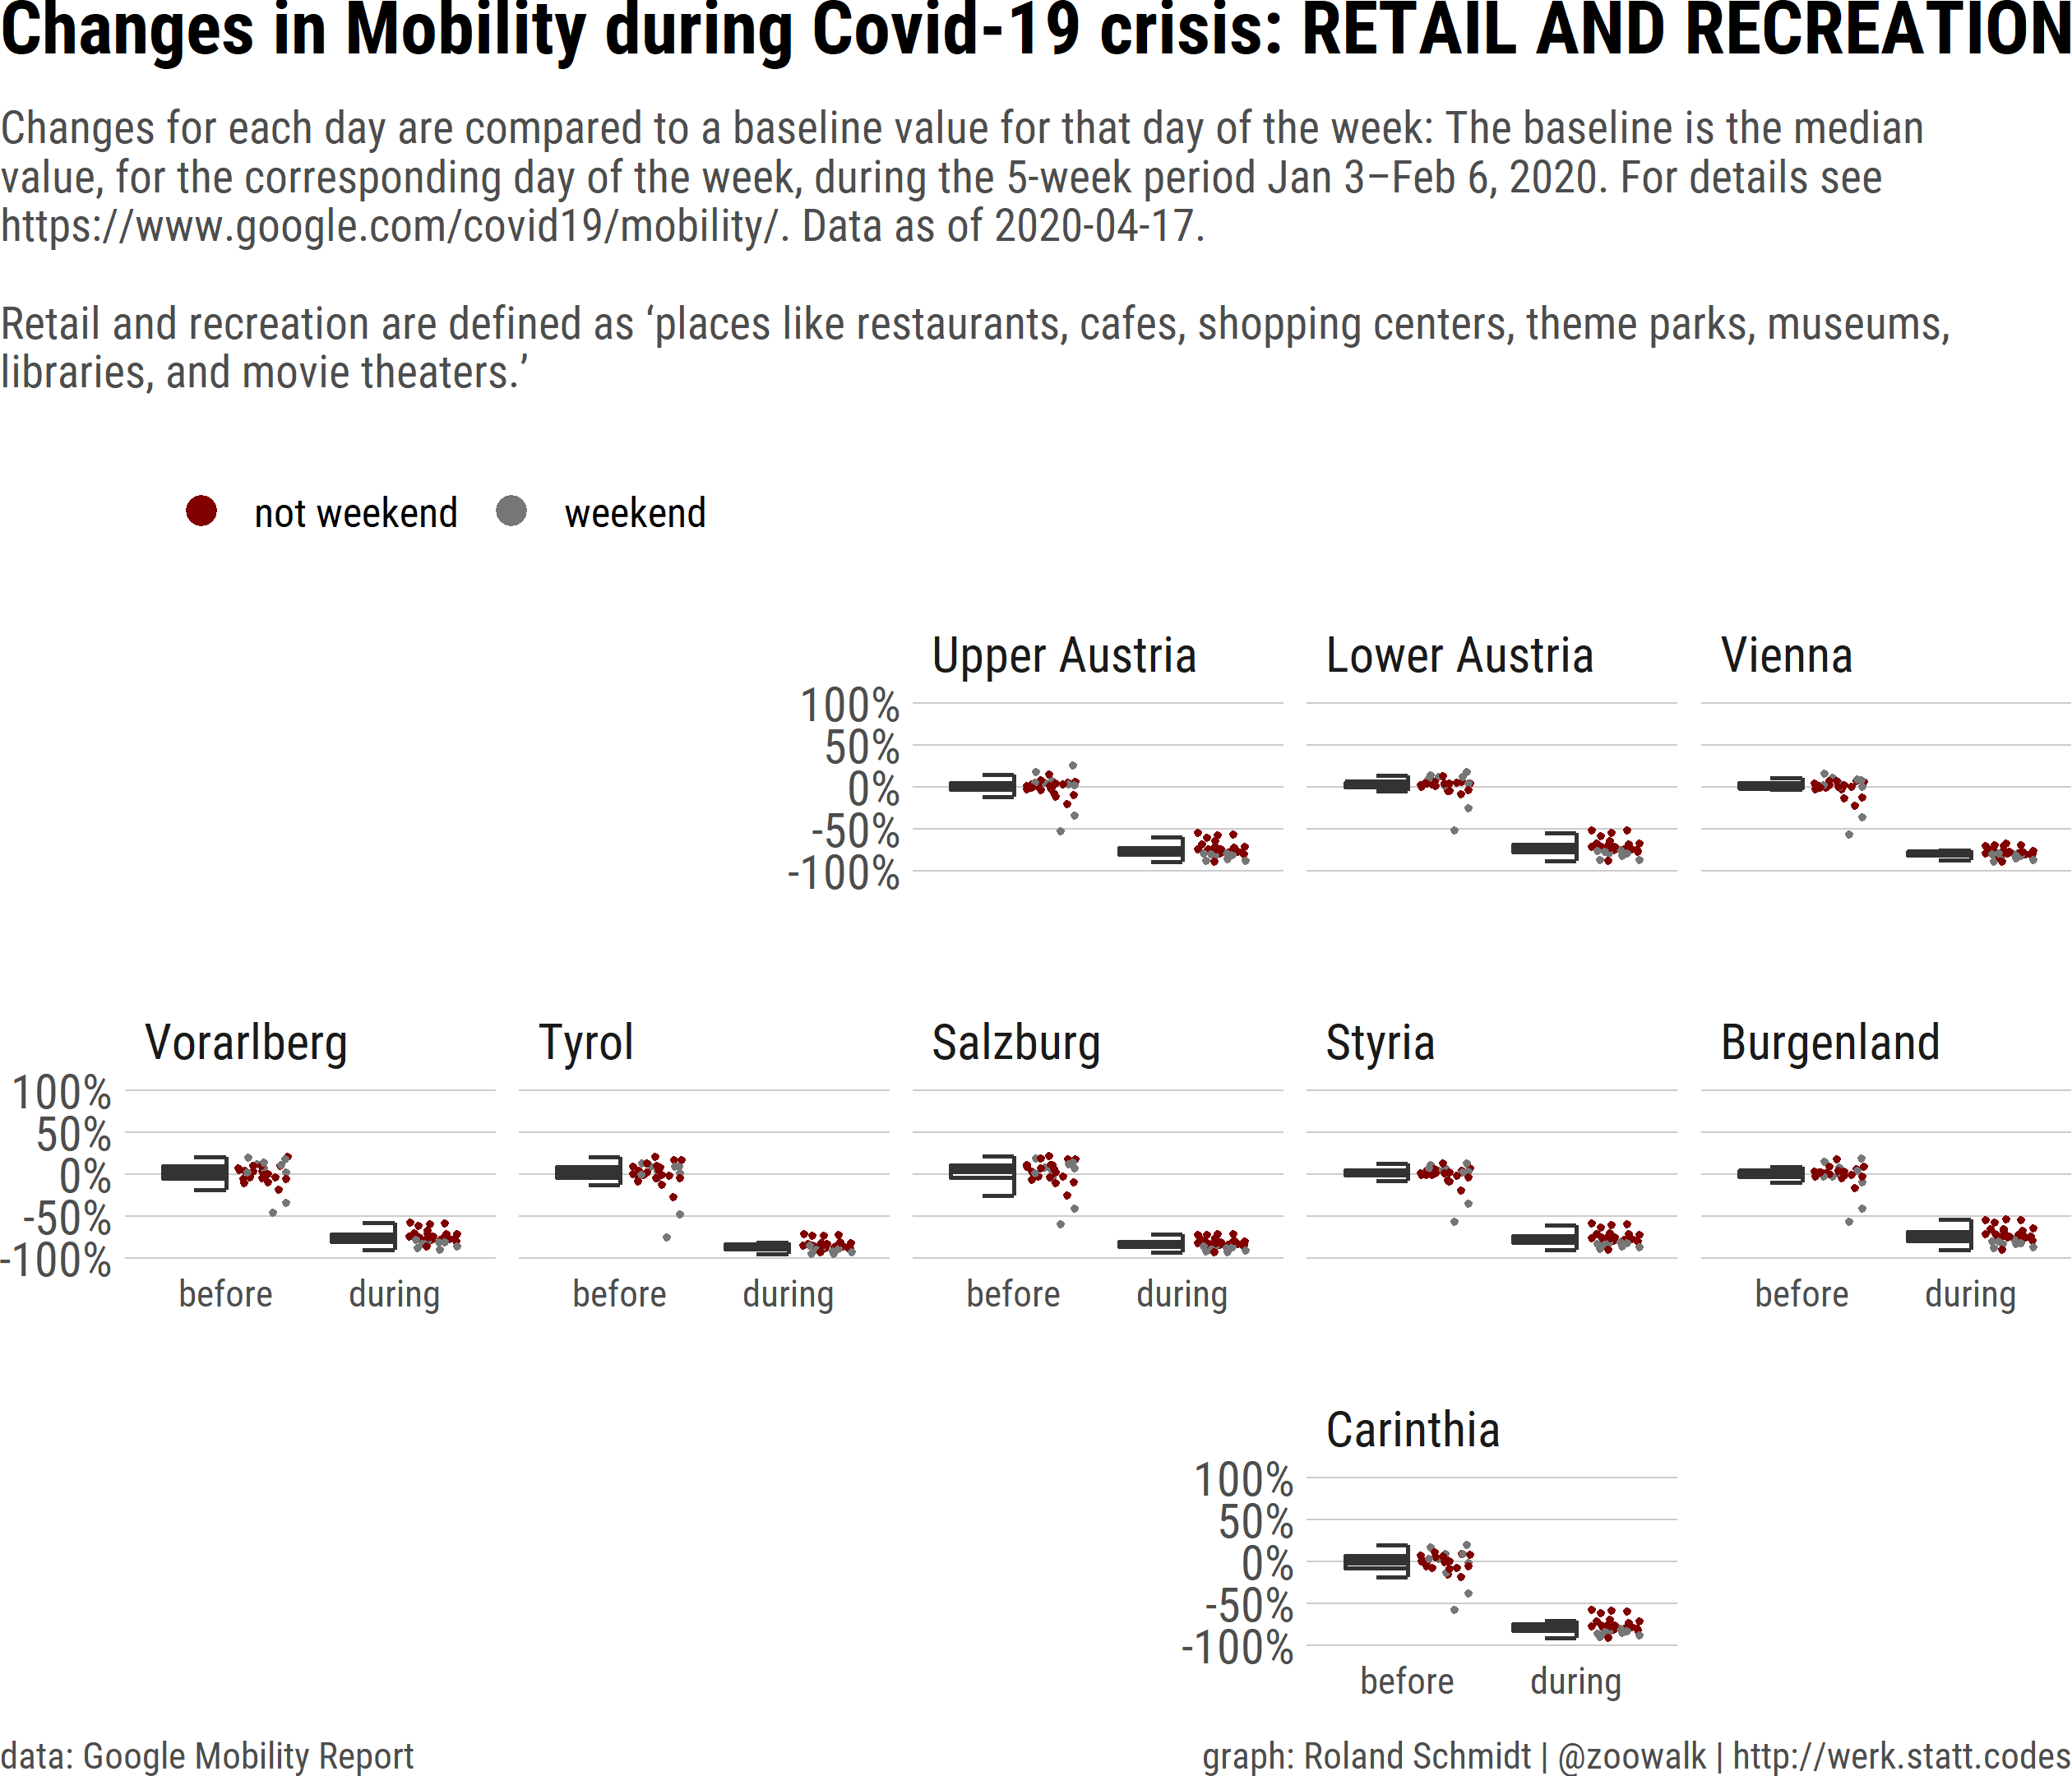 Changes in Mobility during Covid-19 crisis: RETAIL AND RECREATION
Changes for each day are compared to a baseline value for that day of the week: The baseline is the median
value, for the corresponding day of the week, during the 5-week period Jan 3–Feb 6, 2020. For details see
https://www.google.com/covid19/mobility/. Data as of 2020-04-17.
Retail and recreation are defined as ‘places like restaurants, cafes, shopping centers, theme parks, museums,
libraries, and movie theaters.’
not weekend weekend
Upper Austria Lower Austria Vienna
100%
50%
0%
-50%
-100%
Vorarlberg Tyrol Salzburg Styria Burgenland
100%
50%
0%
-50%
-100%
before during before during before during before during
Carinthia
100%
50%
0%
-50%
-100%
before during
data: Google Mobility Report graph: Roland Schmidt | @zoowalk | http://werk.statt.codes